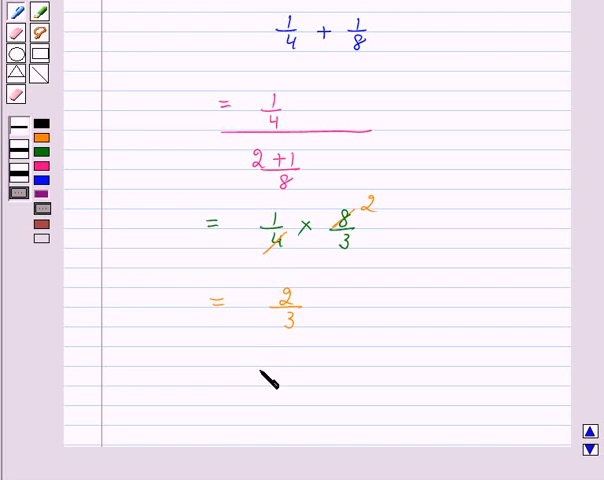 1/4 + 1/8
= 1/4
2 + 1/8
= 1/4 × 8/3 2
= 2/3